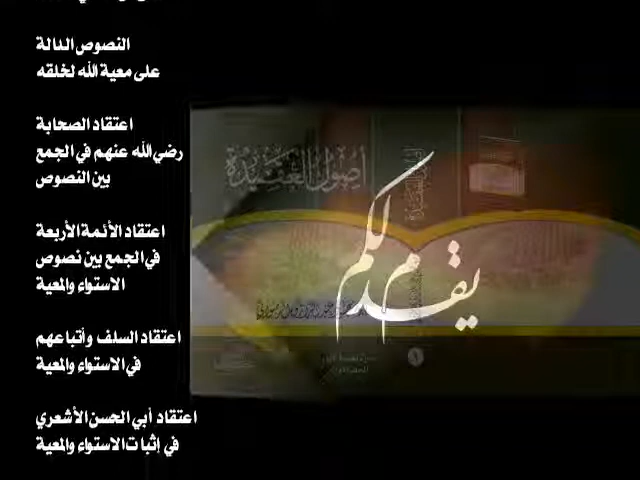 النصوص الدالة
على معية الله لخلقه
اعتقاد الصحابة
رضي الله عنهم في الجمع
بين النصوص
اعتقاد الأئمة الأربعة
في الجمع بين نصوص
الاستواء والمعية
اعتقاد السلف وأتباعهم
في الاستواء والمعية
اعتقاد أبي الحسن الأشعري
في إثبات الاستواء والمعية
أصول العقيدة
يقدم لكم
١